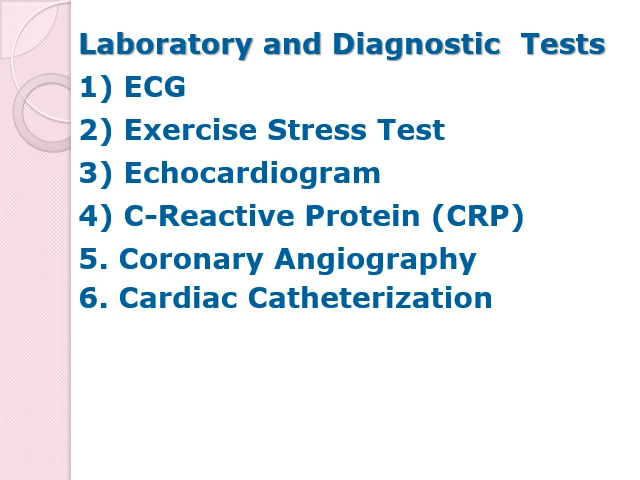 Laboratory and Diagnostic  Tests
1) ECG
2) Exercise Stress Test
3) Echocardiogram
4) C-Reactive Protein (CRP)
5. Coronary Angiography
6. Cardiac Catheterization